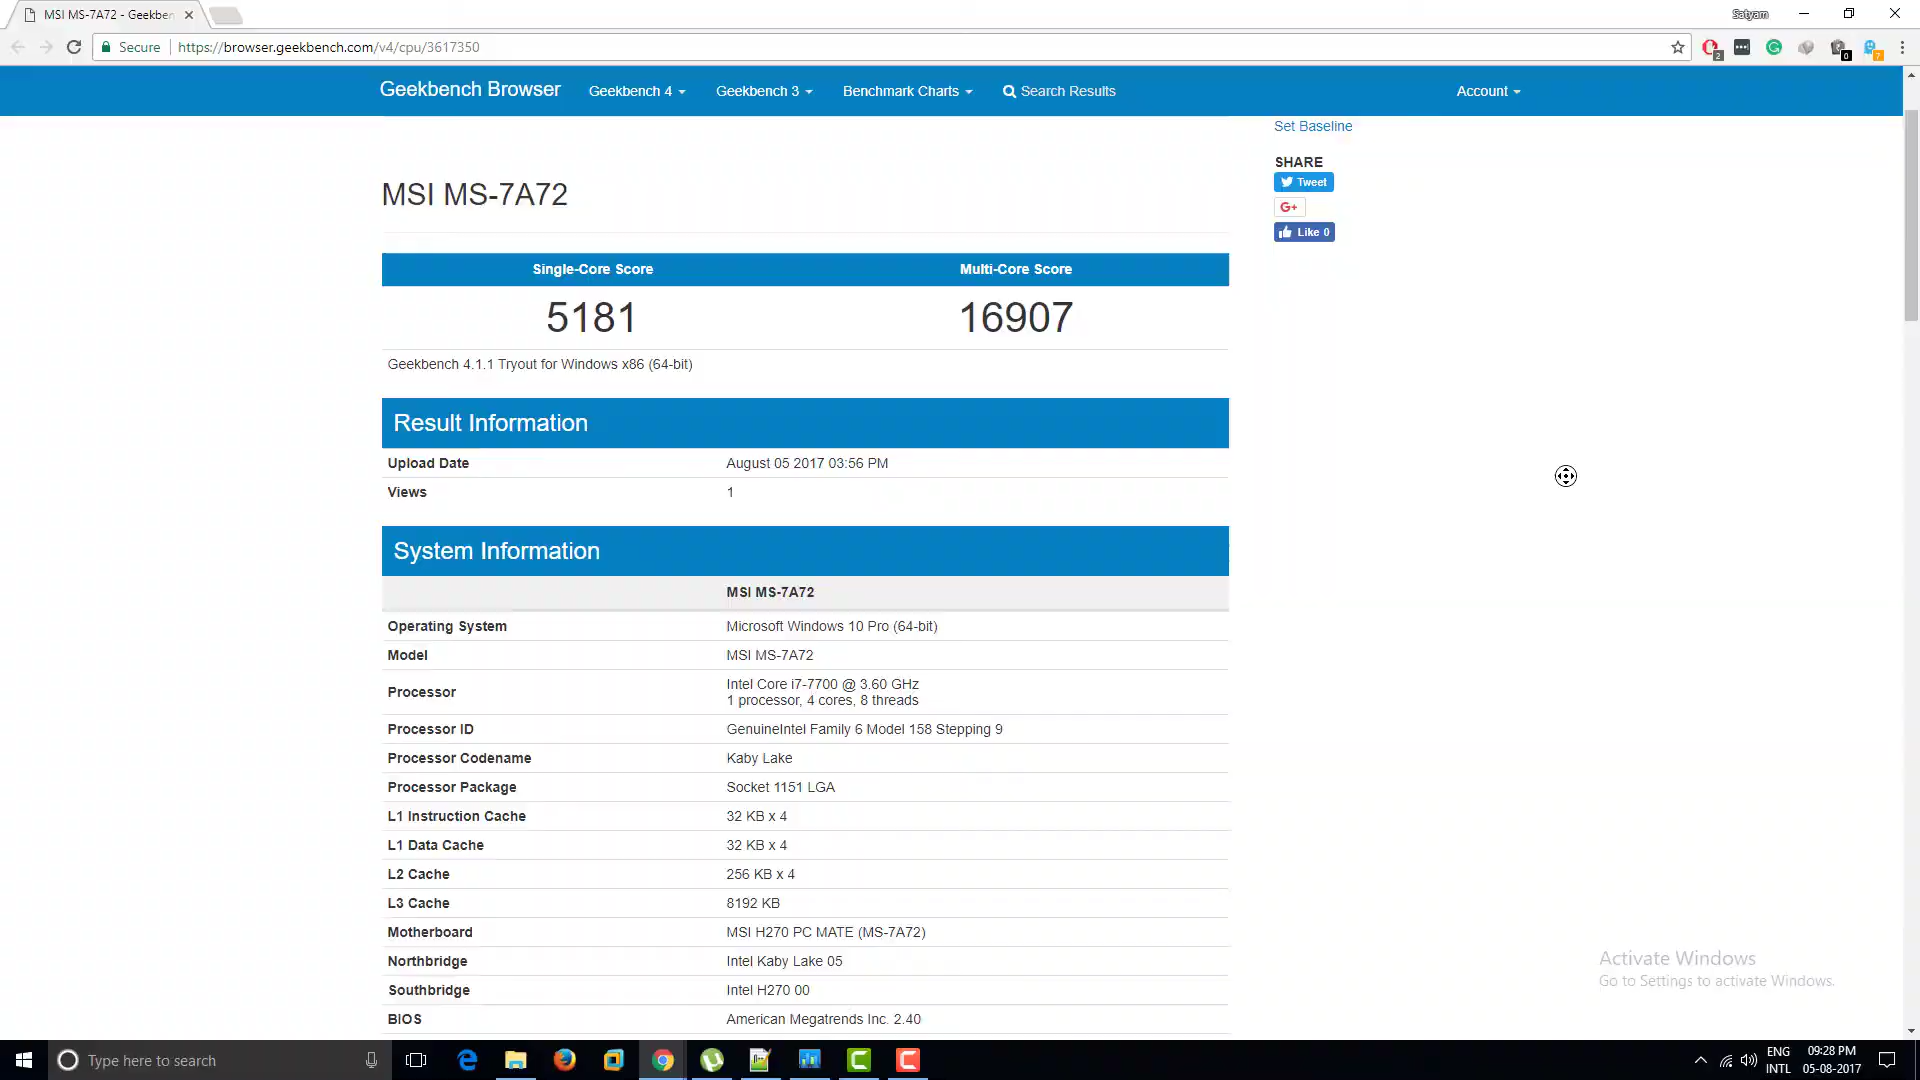 MSI MS-7A72 - Geekben
Satyam
Secure
https://browser.geekbench.com/v4/cpu/3617350
2
0
7
Geekbench Browser
Geekbench 4
Geekbench 3
Benchmark Charts
Search Results
Account
Set Baseline
SHARE
Tweet
G+
Like 0
MSI MS-7A72
Single-Core Score
Multi-Core Score
5181
16907
Geekbench 4.1.1 Tryout for Windows x86 (64-bit)
Result Information
Upload Date August 05 2017 03:56 PM
Views 1
System Information
MSI MS-7A72
Operating System Microsoft Windows 10 Pro (64-bit)
Model MSI MS-7A72
Processor Intel Core i7-7700 @ 3.60 GHz
1 processor, 4 cores, 8 threads
Processor ID GenuineIntel Family 6 Model 158 Stepping 9
Processor Codename Kaby Lake
Processor Package Socket 1151 LGA
L1 Instruction Cache 32 KB x 4
L1 Data Cache 32 KB x 4
L2 Cache 256 KB x 4
L3 Cache 8192 KB
Motherboard MSI H270 PC MATE (MS-7A72)
Northbridge Intel Kaby Lake 05
Southbridge Intel H270 00
BIOS American Megatrends Inc. 2.40
Activate Windows
Go to Settings to activate Windows.
Type here to search
ENG
INTL
09:28 PM
05-08-2017